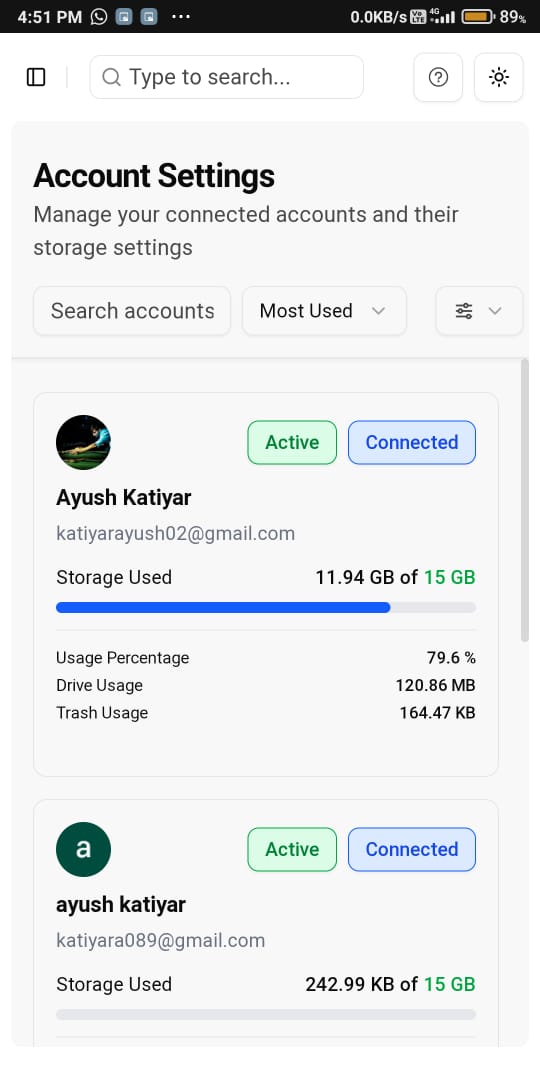 4:51 PM ...
0.0KB/s Vo LTE 4G 89%
Type to search...
Account Settings
Manage your connected accounts and their
storage settings
Search accounts
Most Used
Active
Connected
Ayush Katiyar
katiyarayush02@gmail.com
Storage Used 11.94 GB of 15 GB
Usage Percentage 79.6 %
Drive Usage 120.86 MB
Trash Usage 164.47 KB
a
Active
Connected
ayush katiyar
katiyara089@gmail.com
Storage Used 242.99 KB of 15 GB